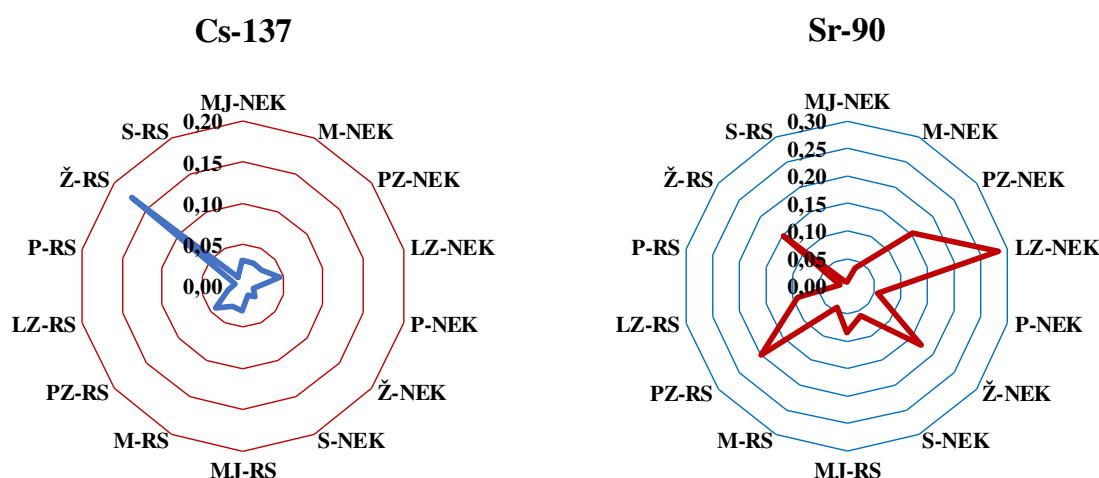 Cs-137
MJ-NEK
M-NEK
PZ-NEK
LZ-NEK
P-NEK
Ž-NEK
S-NEK
MJ-RS
M-RS
PZ-RS
LZ-RS
P-RS
Ž-RS
S-RS
0,20
0,15
0,10
0,05
0,00
Sr-90
MJ-NEK
M-NEK
PZ-NEK
LZ-NEK
P-NEK
Ž-NEK
S-NEK
MJ-RS
M-RS
PZ-RS
LZ-RS
P-RS
Ž-RS
S-RS
0,30
0,25
0,20
0,15
0,10
0,05
0,00